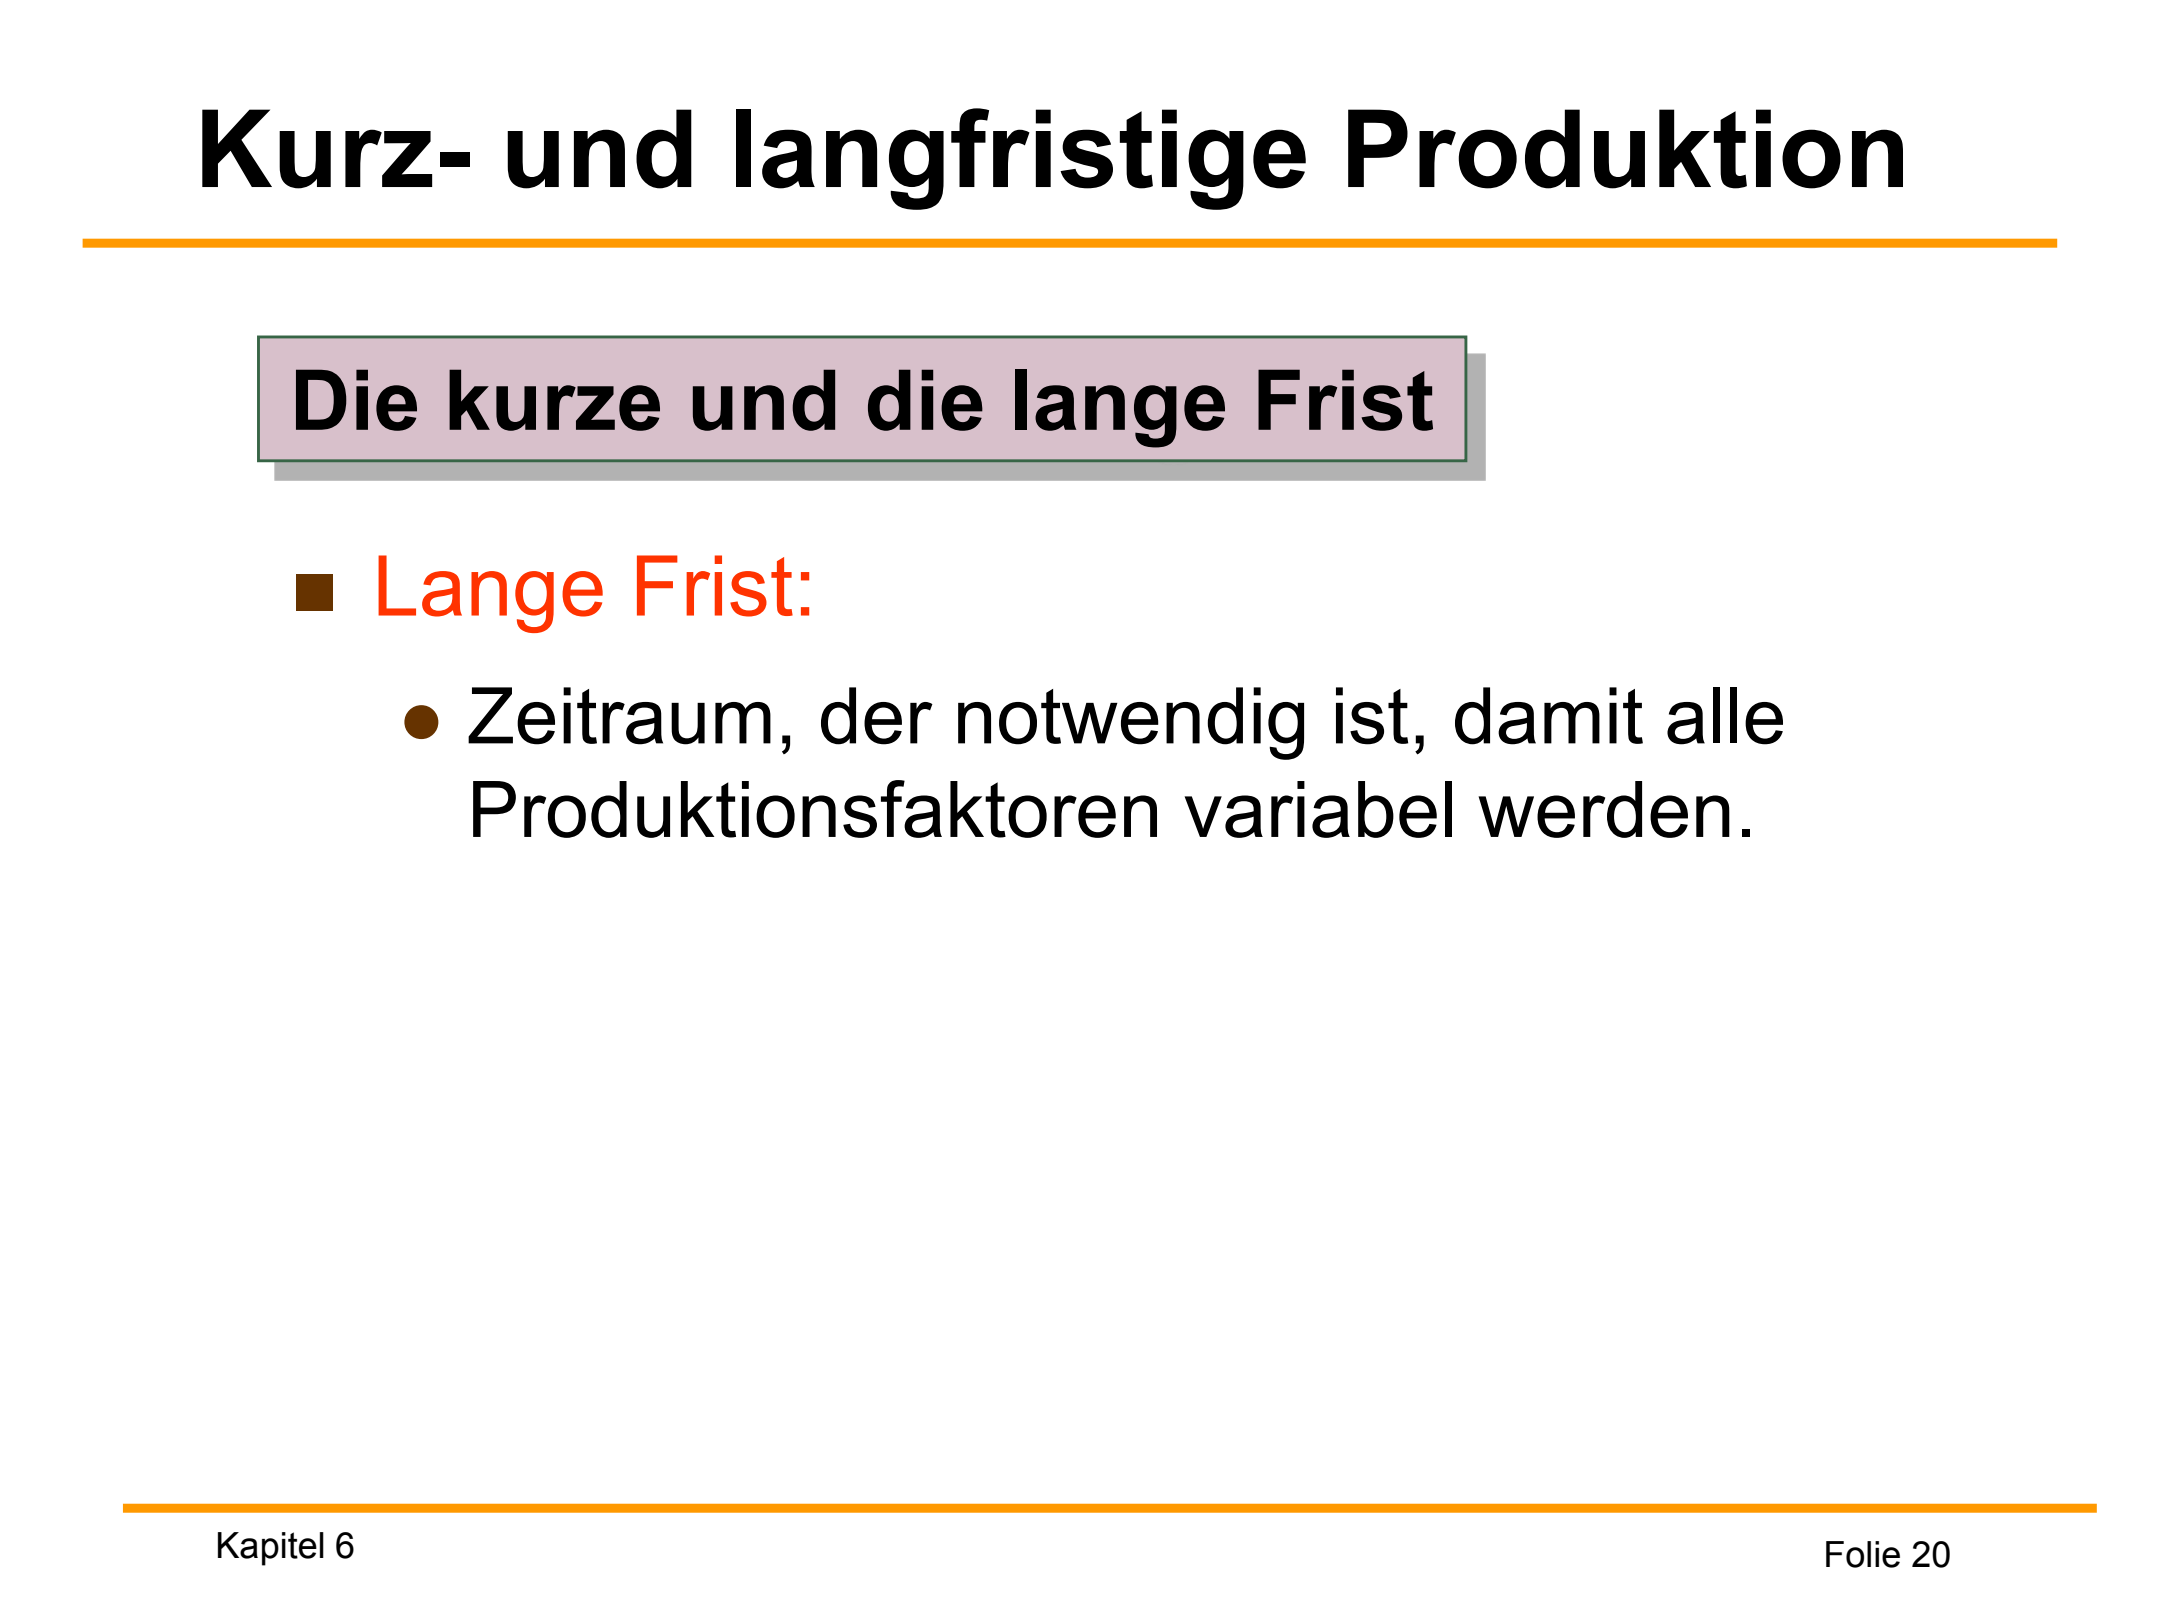 Kurz- und langfristige Produktion
Die kurze und die lange Frist
Lange Frist:
Zeitraum, der notwendig ist, damit alle
Produktionsfaktoren variabel werden.
Kapitel 6
Folie 20